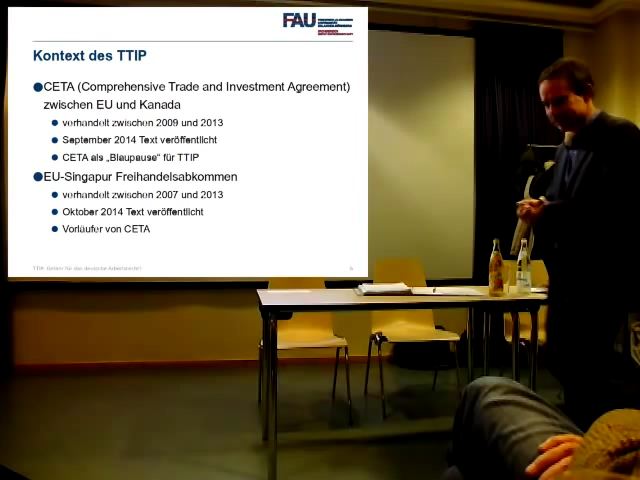 FAU
Kontext des TTIP
CETA (Comprehensive Trade and Investment Agreement)
zwischen EU und Kanada
verhandelt zwischen 2009 und 2013
September 2014 Text veröffentlicht
CETA als „Blaupause“ für TTIP
EU-Singapur Freihandelsabkommen
verhandelt zwischen 2007 und 2013
Oktober 2014 Text veröffentlicht
Vorläufer von CETA